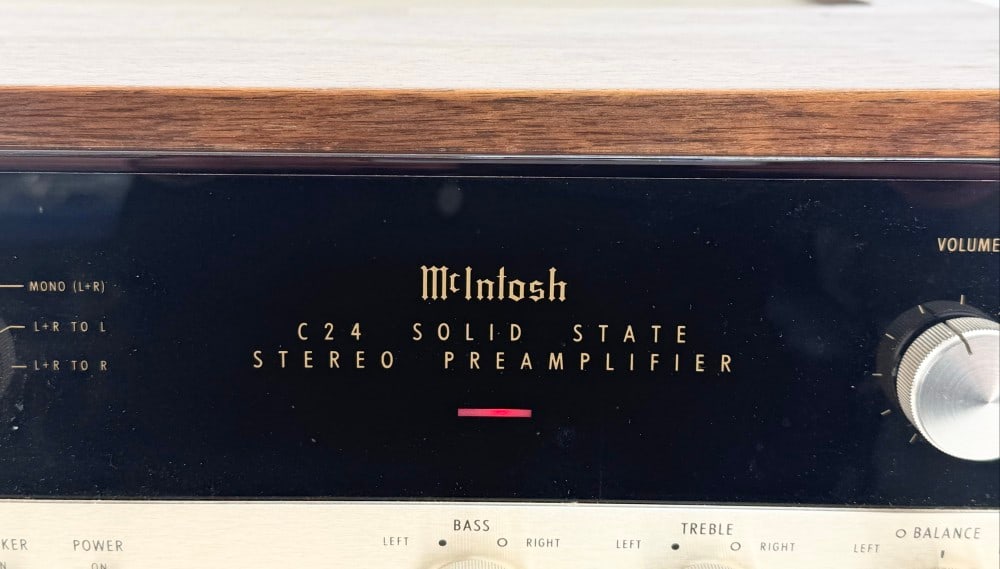 VOLUME
MONO (L+R)
McIntosh
L+R TO L
C24 SOLID STATE
STEREO PREAMPLIFIER
L+R TO R
BASS
TREBLE
BALANCE
POWER
LEFT
RIGHT
LEFT
RIGHT
LEFT
ON